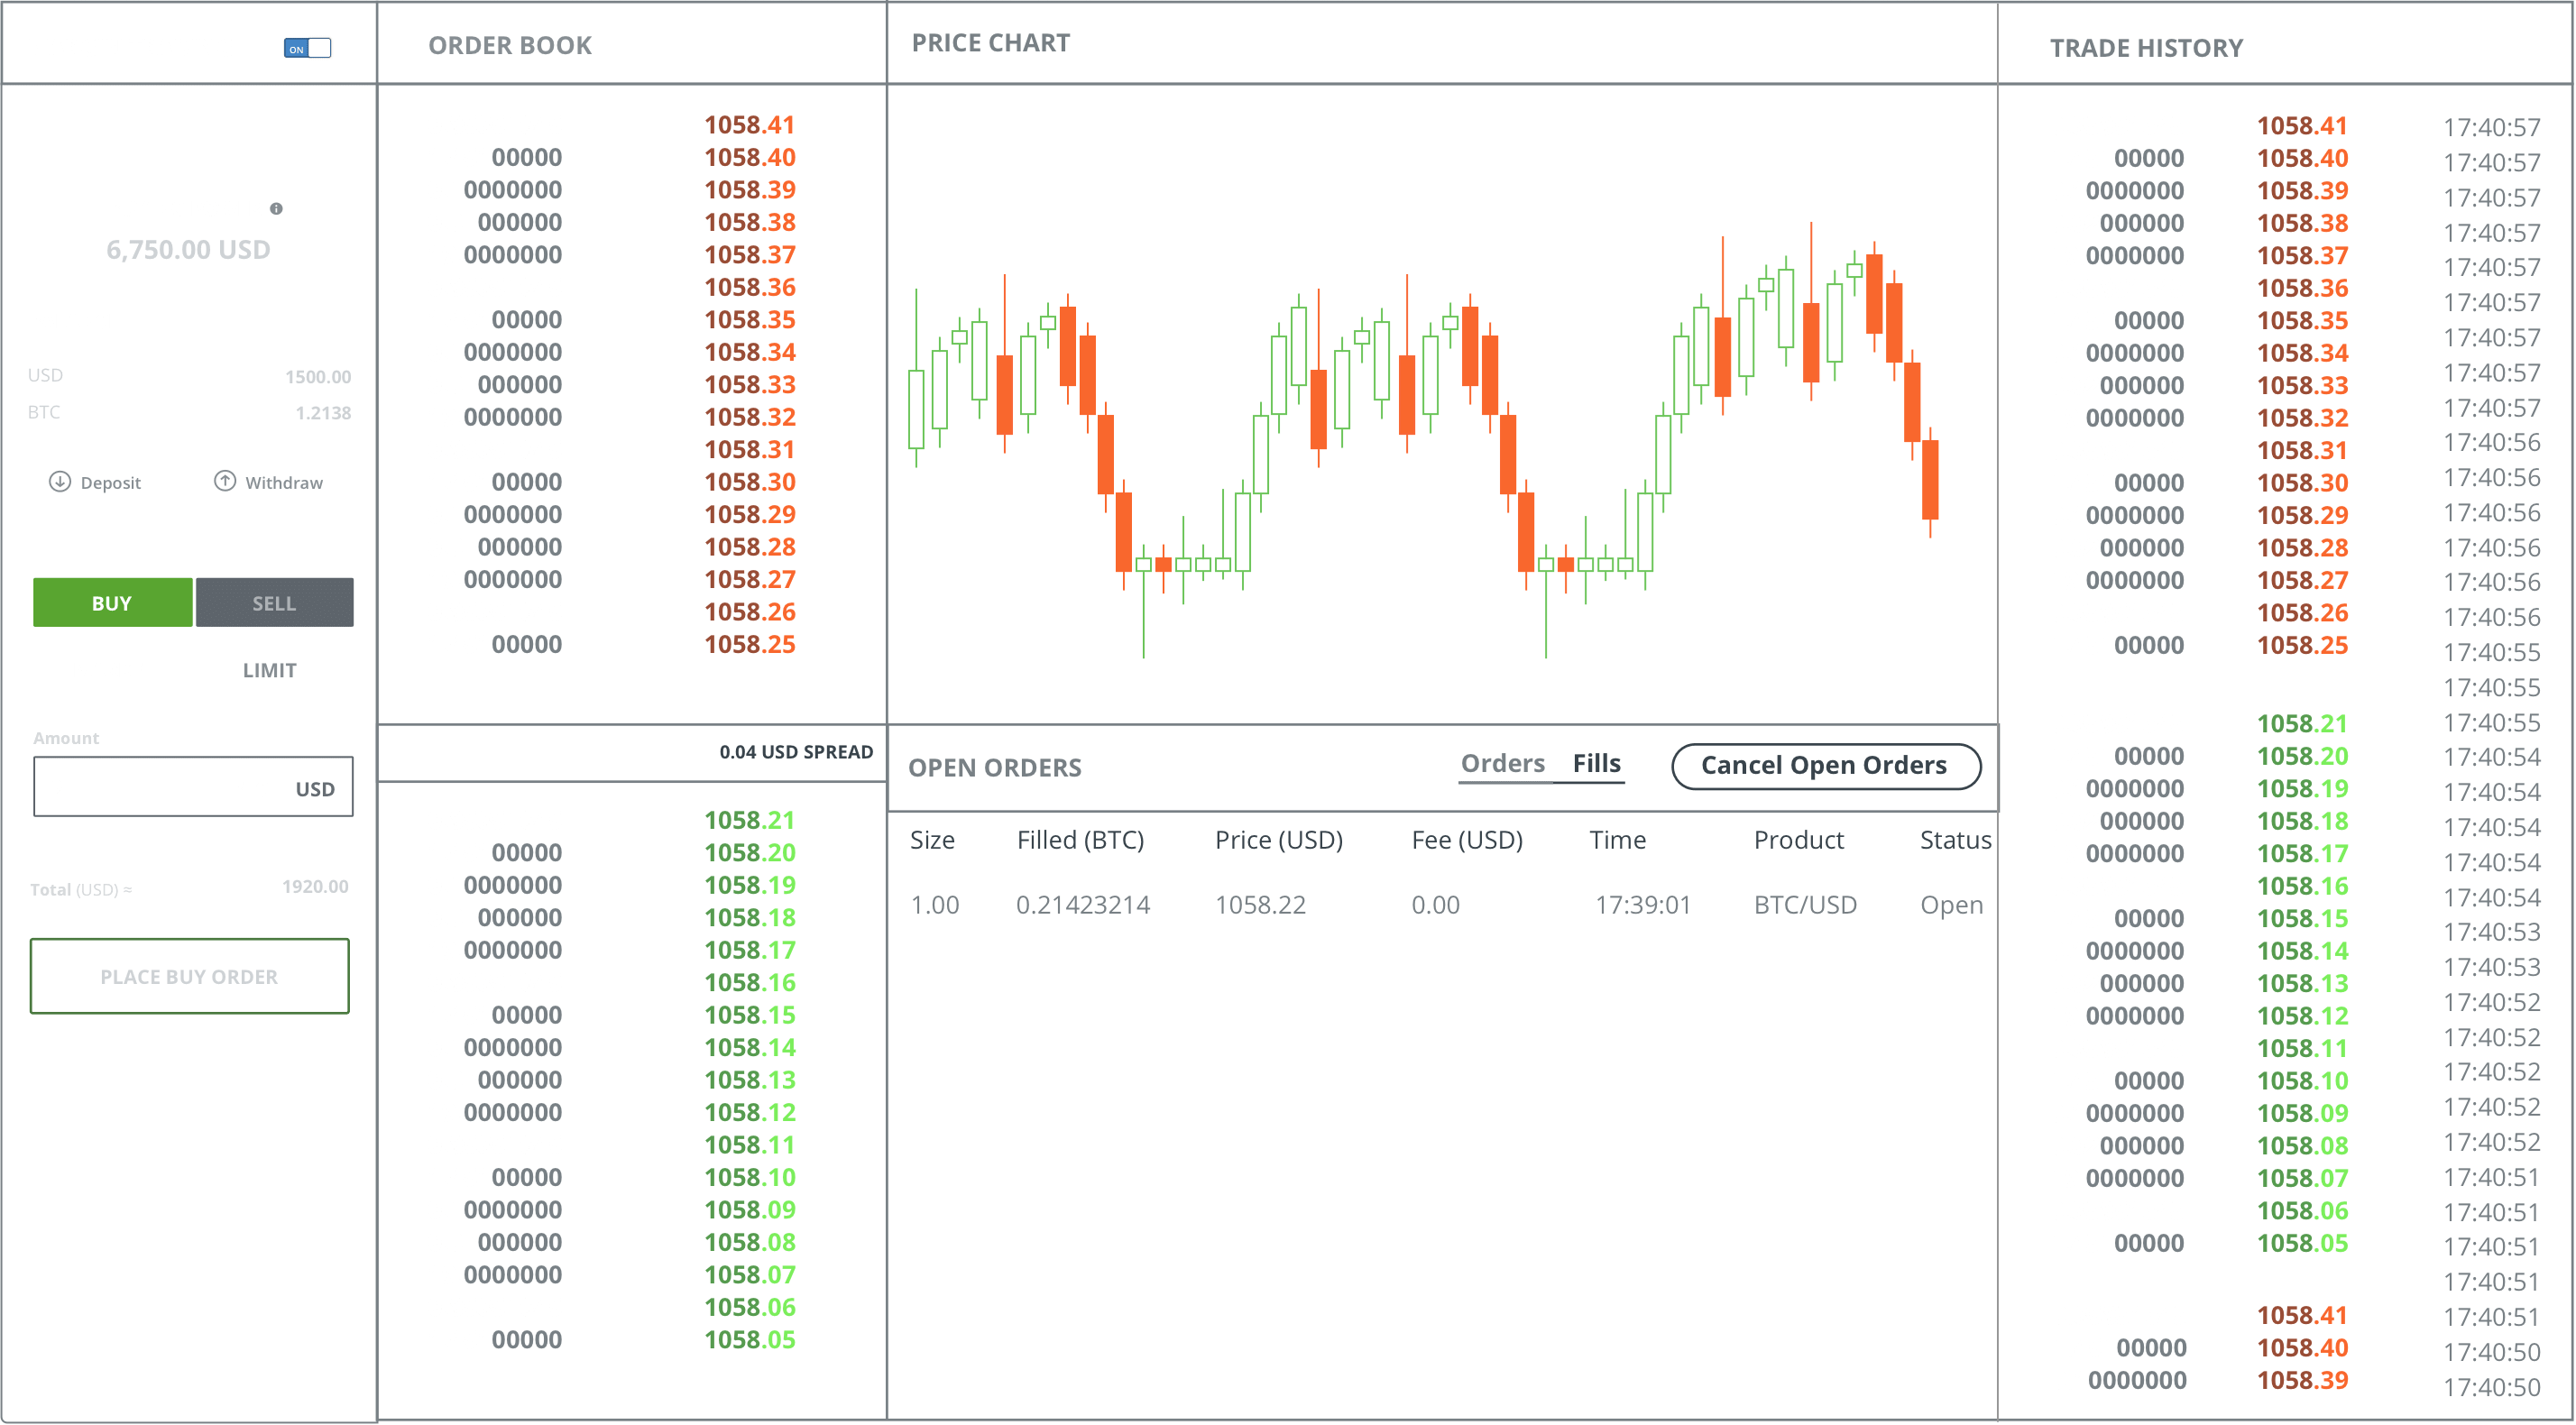 ON
6,750.00 USD
USD 1500.00
BTC 1.2138
Deposit Withdraw
BUY SELL
LIMIT
Amount
USD
Total (USD) ≈ 1920.00
PLACE BUY ORDER
ORDER BOOK
1058.41
00000 1058.40
0000000 1058.39
000000 1058.38
0000000 1058.37
1058.36
00000 1058.35
0000000 1058.34
000000 1058.33
0000000 1058.32
1058.31
00000 1058.30
0000000 1058.29
000000 1058.28
0000000 1058.27
1058.26
00000 1058.25
0.04 USD SPREAD
1058.21
00000 1058.20
0000000 1058.19
000000 1058.18
0000000 1058.17
1058.16
00000 1058.15
0000000 1058.14
000000 1058.13
0000000 1058.12
1058.11
00000 1058.10
0000000 1058.09
000000 1058.08
0000000 1058.07
1058.06
00000 1058.05
PRICE CHART
OPEN ORDERS Orders Fills Cancel Open Orders
Size Filled (BTC) Price (USD) Fee (USD) Time Product Status
1.00 0.21423214 1058.22 0.00 17:39:01 BTC/USD Open
TRADE HISTORY
1058.41 17:40:57
00000 1058.40 17:40:57
0000000 1058.39 17:40:57
000000 1058.38 17:40:57
0000000 1058.37 17:40:57
1058.36 17:40:57
00000 1058.35 17:40:57
0000000 1058.34 17:40:57
000000 1058.33 17:40:57
0000000 1058.32 17:40:56
1058.31 17:40:56
00000 1058.30 17:40:56
0000000 1058.29 17:40:56
000000 1058.28 17:40:56
0000000 1058.27 17:40:56
1058.26 17:40:55
00000 1058.25 17:40:55
1058.21 17:40:55
00000 1058.20 17:40:54
0000000 1058.19 17:40:54
000000 1058.18 17:40:54
0000000 1058.17 17:40:54
1058.16 17:40:54
00000 1058.15 17:40:53
0000000 1058.14 17:40:53
000000 1058.13 17:40:52
0000000 1058.12 17:40:52
1058.11 17:40:52
00000 1058.10 17:40:52
0000000 1058.09 17:40:52
000000 1058.08 17:40:51
0000000 1058.07 17:40:51
1058.06 17:40:51
00000 1058.05 17:40:51
1058.41 17:40:51
00000 1058.40 17:40:50
0000000 1058.39 17:40:50